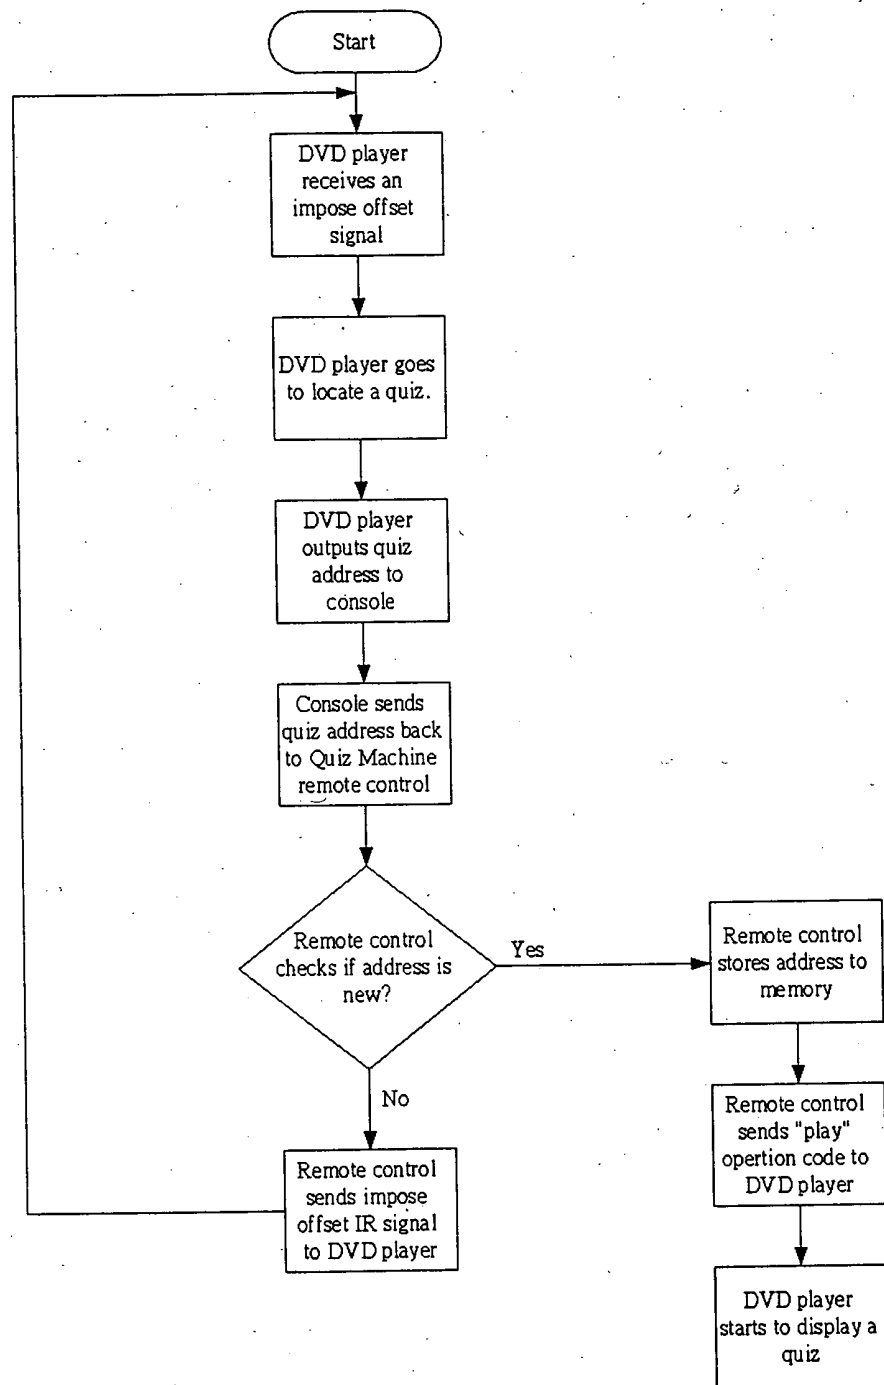 Start
DVD player
receives an
impose offset
signal
DVD player goes
to locate a quiz.
DVD player
outputs quiz
address to
console
Console sends
quiz address back
to Quiz Machine
remote control
Remote control
checks if address is
new?
Yes
Remote control
stores address to
memory
No
Remote control
sends "play"
opertion code to
DVD player
Remote control
sends impose
offset IR signal
to DVD player
DVD player
starts to display a
quiz